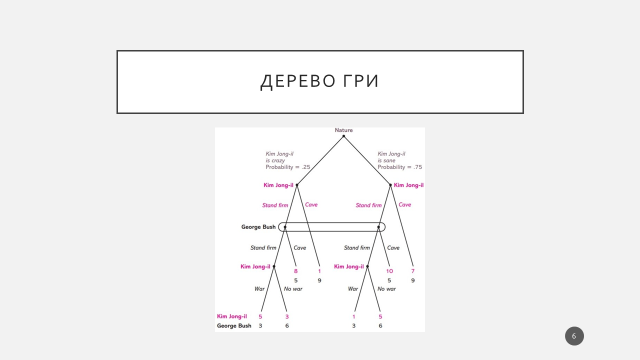 ДЕРЕВО ГРИ
Nature
Kim Jong-il
is crazy
Probability = .25
Kim Jong-il
is sane
Probability = .75
Kim Jong-il
Kim Jong-il
Stand firm
Cave
Stand firm
Cave
George Bush
Stand firm
Cave
Stand firm
Cave
Kim Jong-il
8
1
Kim Jong-il
10
7
5
9
5
9
War
No war
War
No war
Kim Jong-il 5 3 1 5
George Bush 3 6 3 6
6